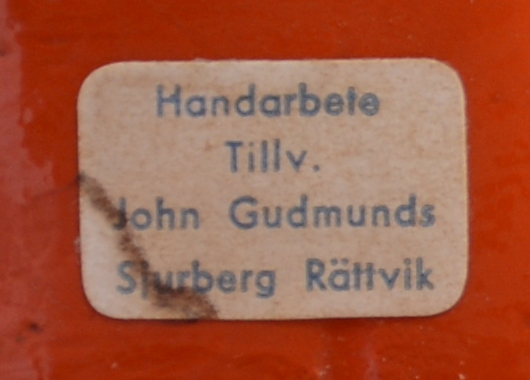 Handarbete
Tillv.
John Gudmunds
Sjurberg Rättvik